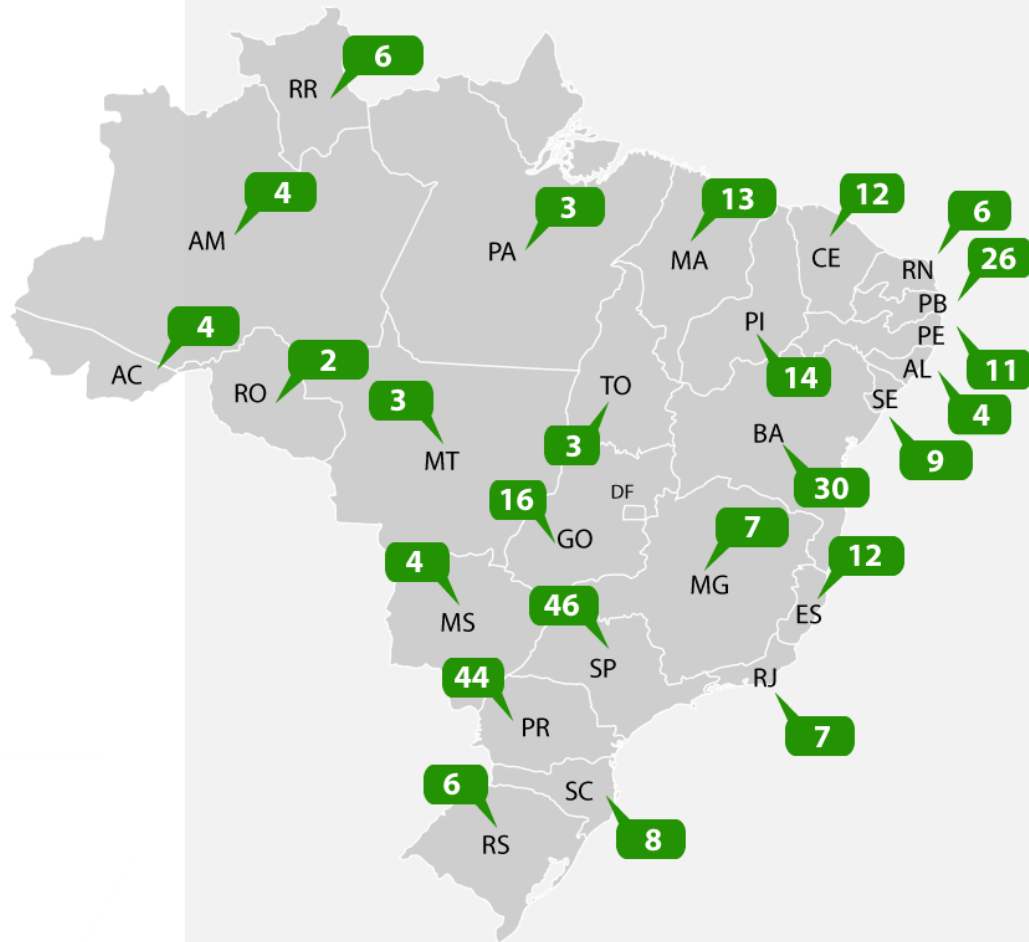 6
RR
4
AM
3
PA
13
MA
12
CE
6
RN
26
PB
PE
11
PI
14
AL
4
SE
9
4
AC
2
RO
3
MT
TO
3
BA
30
16
DF
GO
7
MG
12
ES
4
MS
46
SP
RJ
7
44
PR
6
RS
SC
8